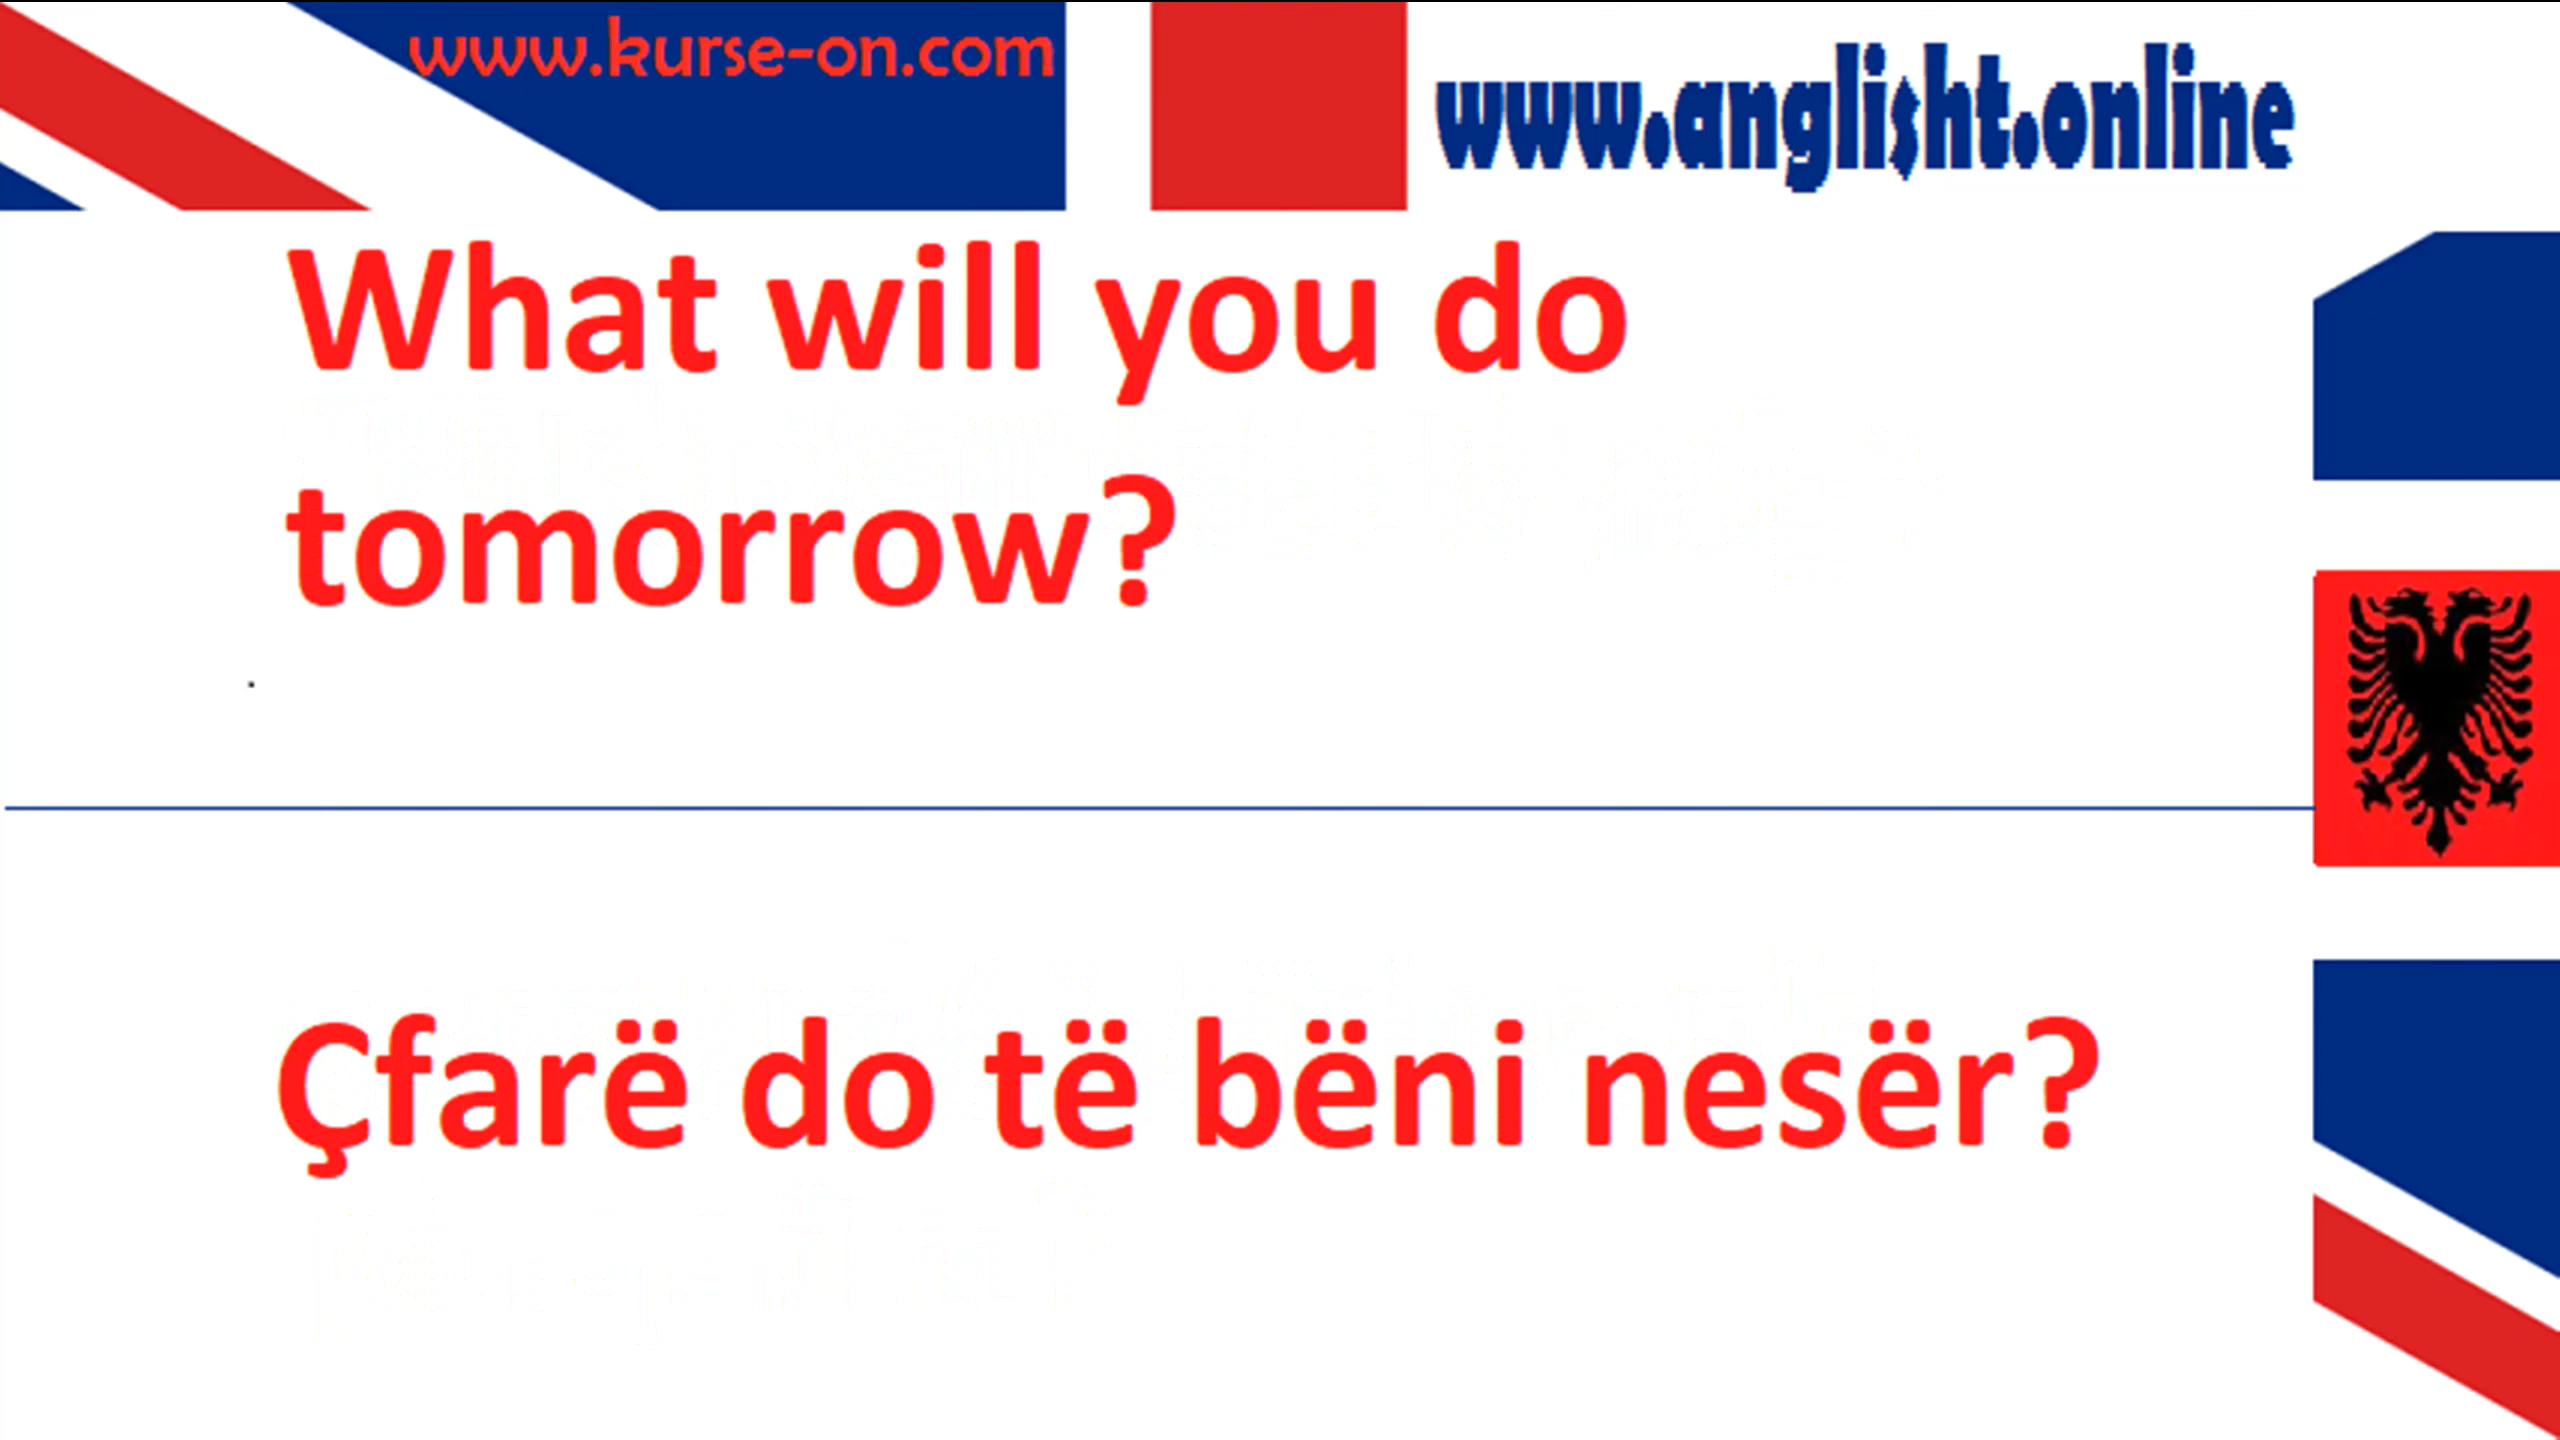 www.kurse-on.com
www.anglisht.online
What will you do
tomorrow?
Çfarë do të bëni nesër?